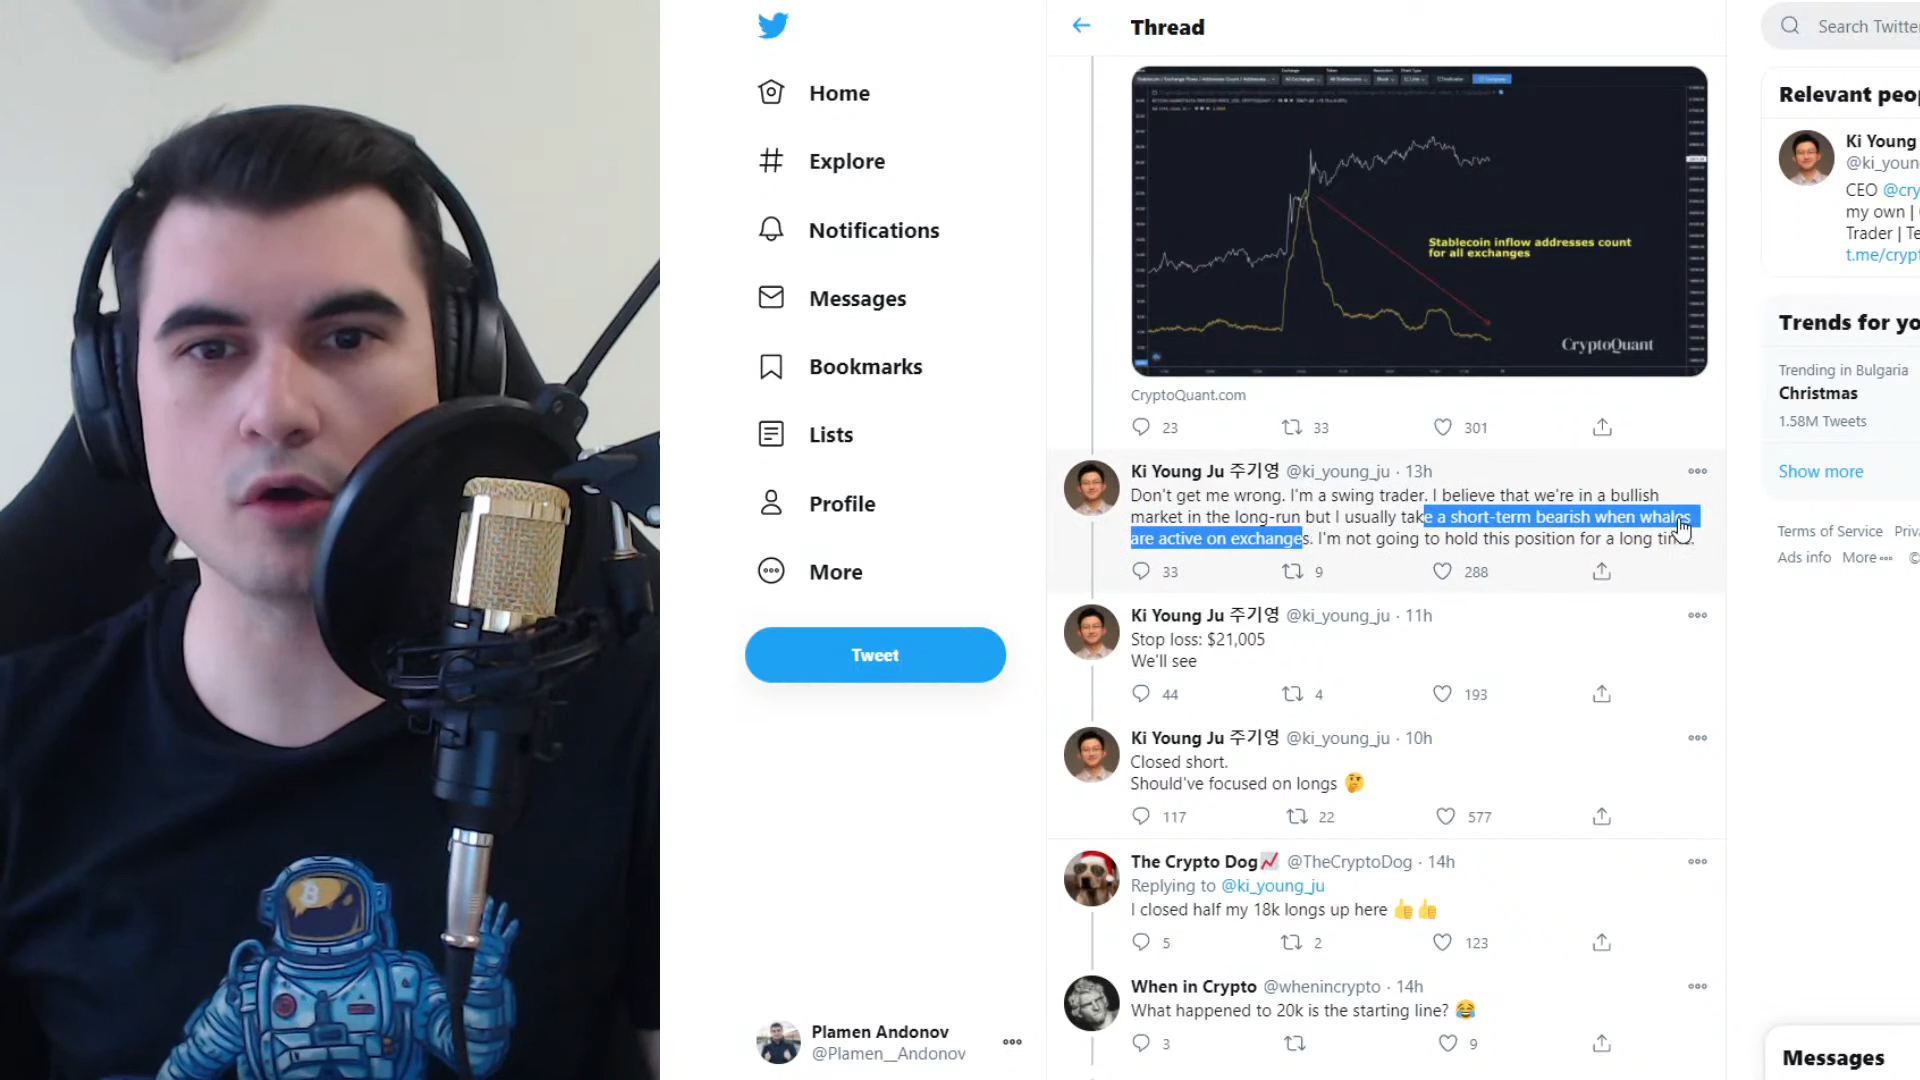 Home
Explore
Notifications
Messages
Bookmarks
Lists
Profile
More
Tweet
Plamen Andonov
@Plamen__Andonov
Thread
Stablecoin inflow addresses count
for all exchanges
CryptoQuant
CryptoQuant.com
23 33 301
Ki Young Ju 주기영 @ki_young_ju · 13h
Don't get me wrong. I'm a swing trader. I believe that we're in a bullish
market in the long-run but I usually take a short-term bearish when whales
are active on exchanges. I'm not going to hold this position for a long time.
33 9 288
Ki Young Ju 주기영 @ki_young_ju · 11h
Stop loss: $21,005
We'll see
44 4 193
Ki Young Ju 주기영 @ki_young_ju · 10h
Closed short.
Should've focused on longs 🤔
117 22 577
The Crypto Dog📈 @TheCryptoDog · 14h
Replying to @ki_young_ju
I closed half my 18k longs up here 👍👍
5 2 123
When in Crypto @whenincrypto · 14h
What happened to 20k is the starting line? 😂
3 9
Search Twitte
Relevant peop
Ki Young
@ki_youn
CEO @cry
my own |
Trader | Te
t.me/crypt
Trends for yo
Trending in Bulgaria
Christmas
1.58M Tweets
Show more
Terms of Service Priva
Ads info More ©
Messages